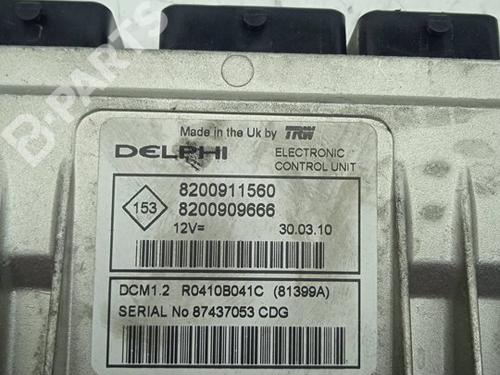 B-PARTS
Made in the Uk by TRW
DELPHI ELECTRONIC CONTROL UNIT
153
8200911560
8200909666
12V= 30.03.10
DCM1.2 R0410B041C (81399A)
SERIAL No 87437053 CDG